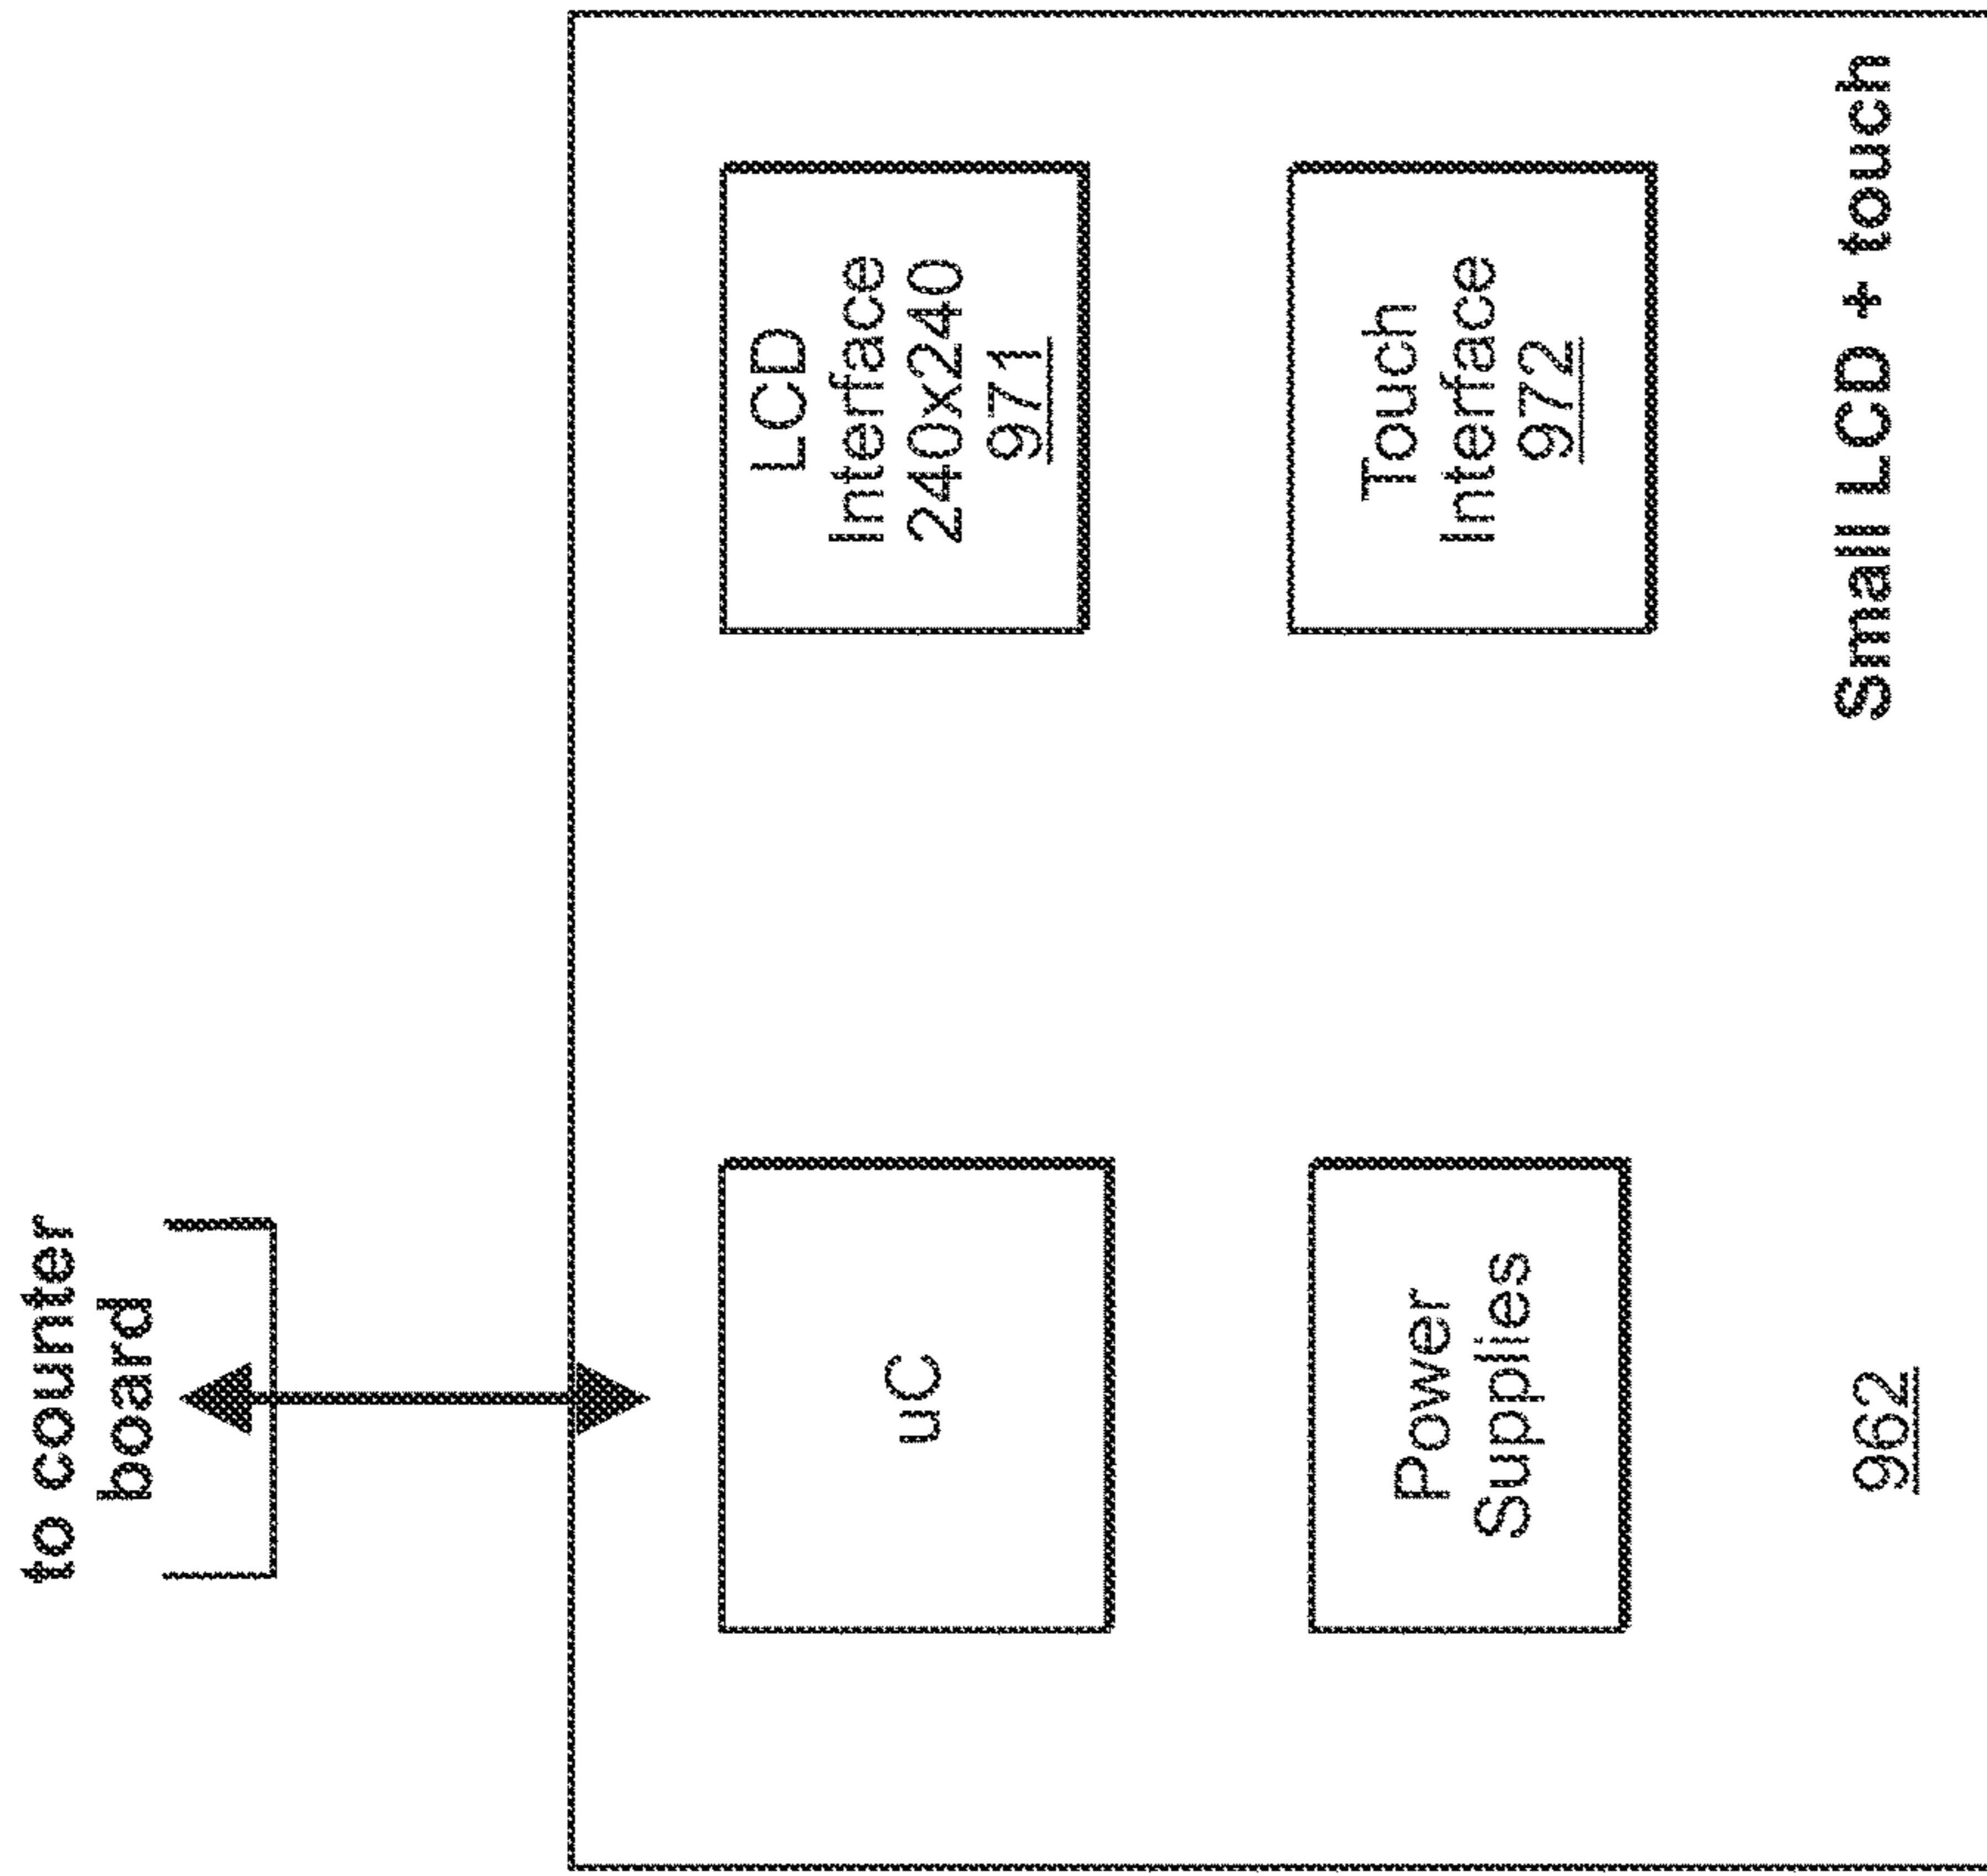 to counter
board
uC
LCD
Interface
240x240
971
Power
Supplies
Touch
Interface
972
962
Small LCD + touch